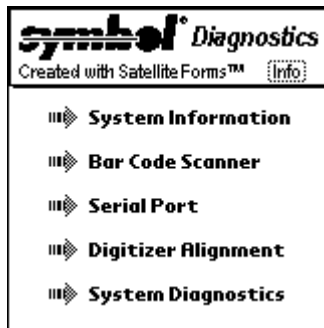 symbol® Diagnostics
Created with Satellite Forms™ Info
System Information
Bar Code Scanner
Serial Port
Digitizer Alignment
System Diagnostics